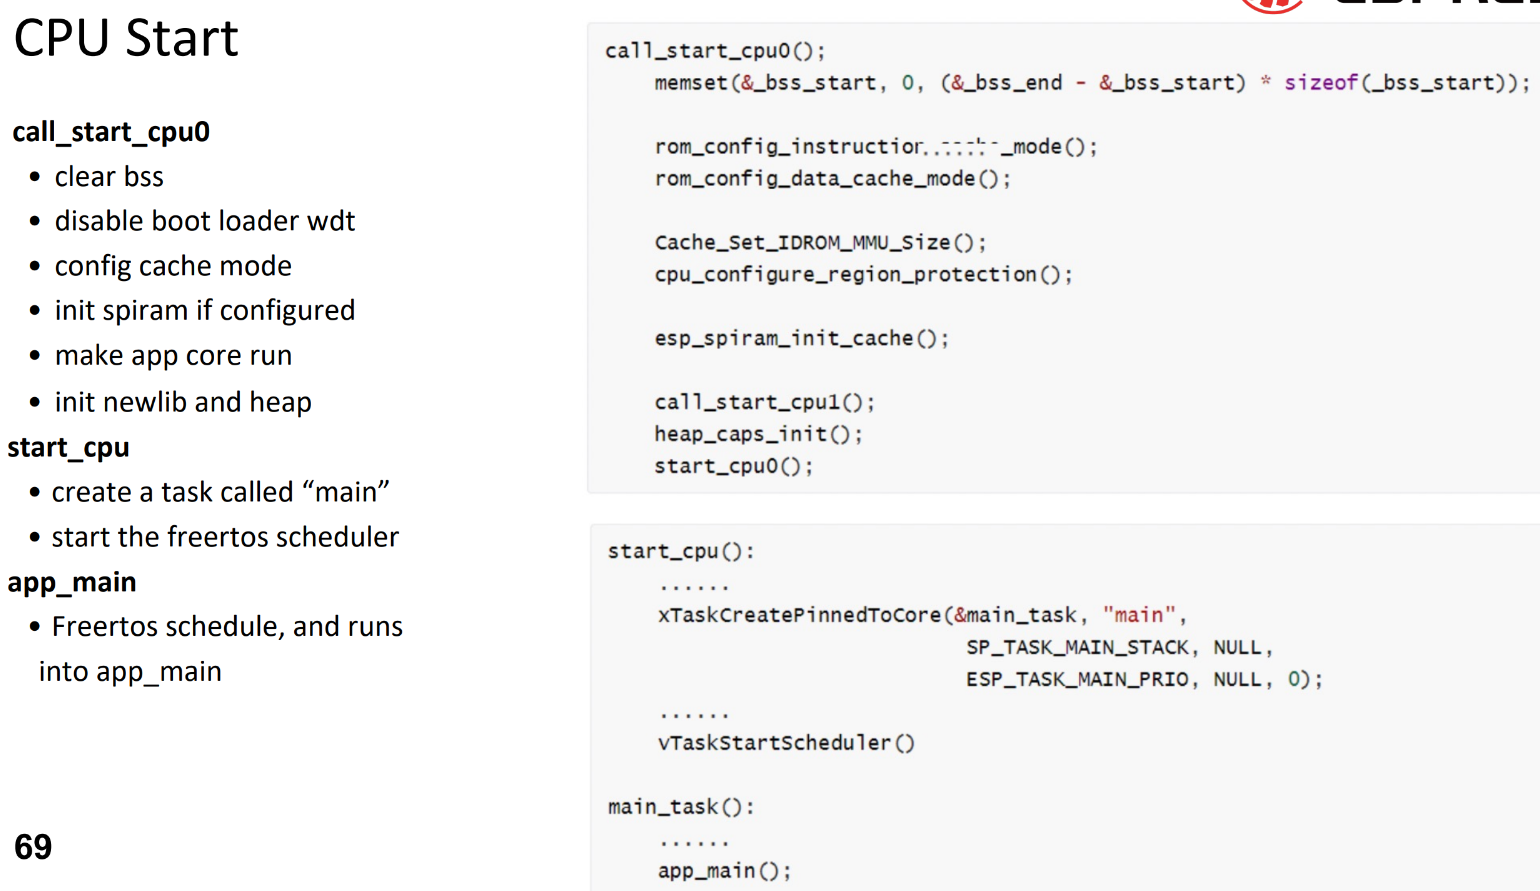 CPU Start
call_start_cpu0
• clear bss
• disable boot loader wdt
• config cache mode
• init spiram if configured
• make app core run
• init newlib and heap
start_cpu
• create a task called “main”
• start the freertos scheduler
app_main
• Freertos schedule, and runs
into app_main
69
call_start_cpu0();
memset(&_bss_start, 0, (&_bss_end - &_bss_start) * sizeof(_bss_start));
_mode();
rom_config_data_cache_mode();
Cache_Set_IDROM_MMU_Size();
cpu_configure_region_protection();
esp_spiram_init_cache();
call_start_cpu1();
heap_caps_init();
start_cpu0();
start_cpu():
......
xTaskCreatePinnedToCore(&main_task, "main",
SP_TASK_MAIN_STACK, NULL,
ESP_TASK_MAIN_PRIO, NULL, 0);
......
vTaskStartScheduler()
main_task():
......
app_main();